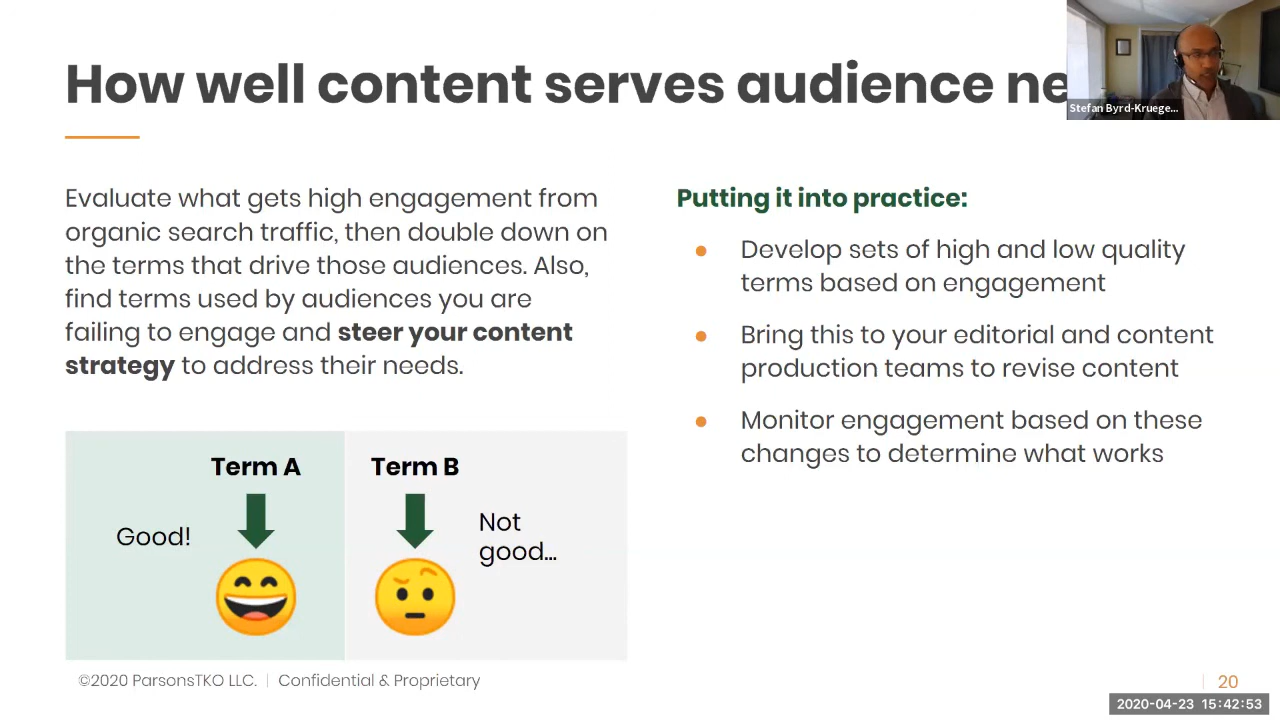 How well content serves audience ne
Stefan Byrd-Kruege...
Evaluate what gets high engagement from
organic search traffic, then double down on
the terms that drive those audiences. Also,
find terms used by audiences you are
failing to engage and steer your content
strategy to address their needs.
Putting it into practice:
● Develop sets of high and low quality
terms based on engagement
● Bring this to your editorial and content
production teams to revise content
● Monitor engagement based on these
changes to determine what works
Term A
Good!
Term B
Not
good...
©2020 ParsonsTKO LLC. | Confidential & Proprietary
| 20
2020-04-23 15:42:53